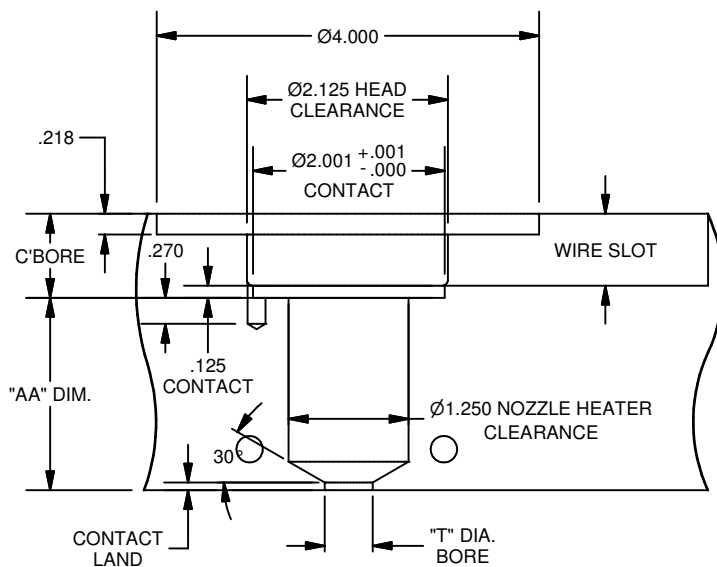 Ø4.000
Ø2.125 HEAD
CLEARANCE
.218
Ø2.001 +.001
- .000
CONTACT
C'BORE
.270
WIRE SLOT
.125
CONTACT
"AA" DIM.
Ø1.250 NOZZLE HEATER
CLEARANCE
30°
CONTACT
LAND
"T" DIA.
BORE